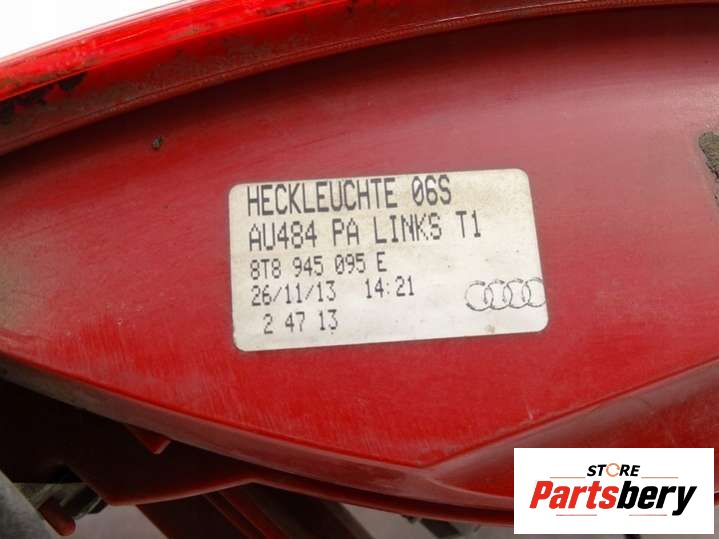 HECKLEUCHTE 06S
AU484 PA LINKS T1
8T8 945 095 E
26/11/13 14:21
2 47 13
STORE
Partsbery